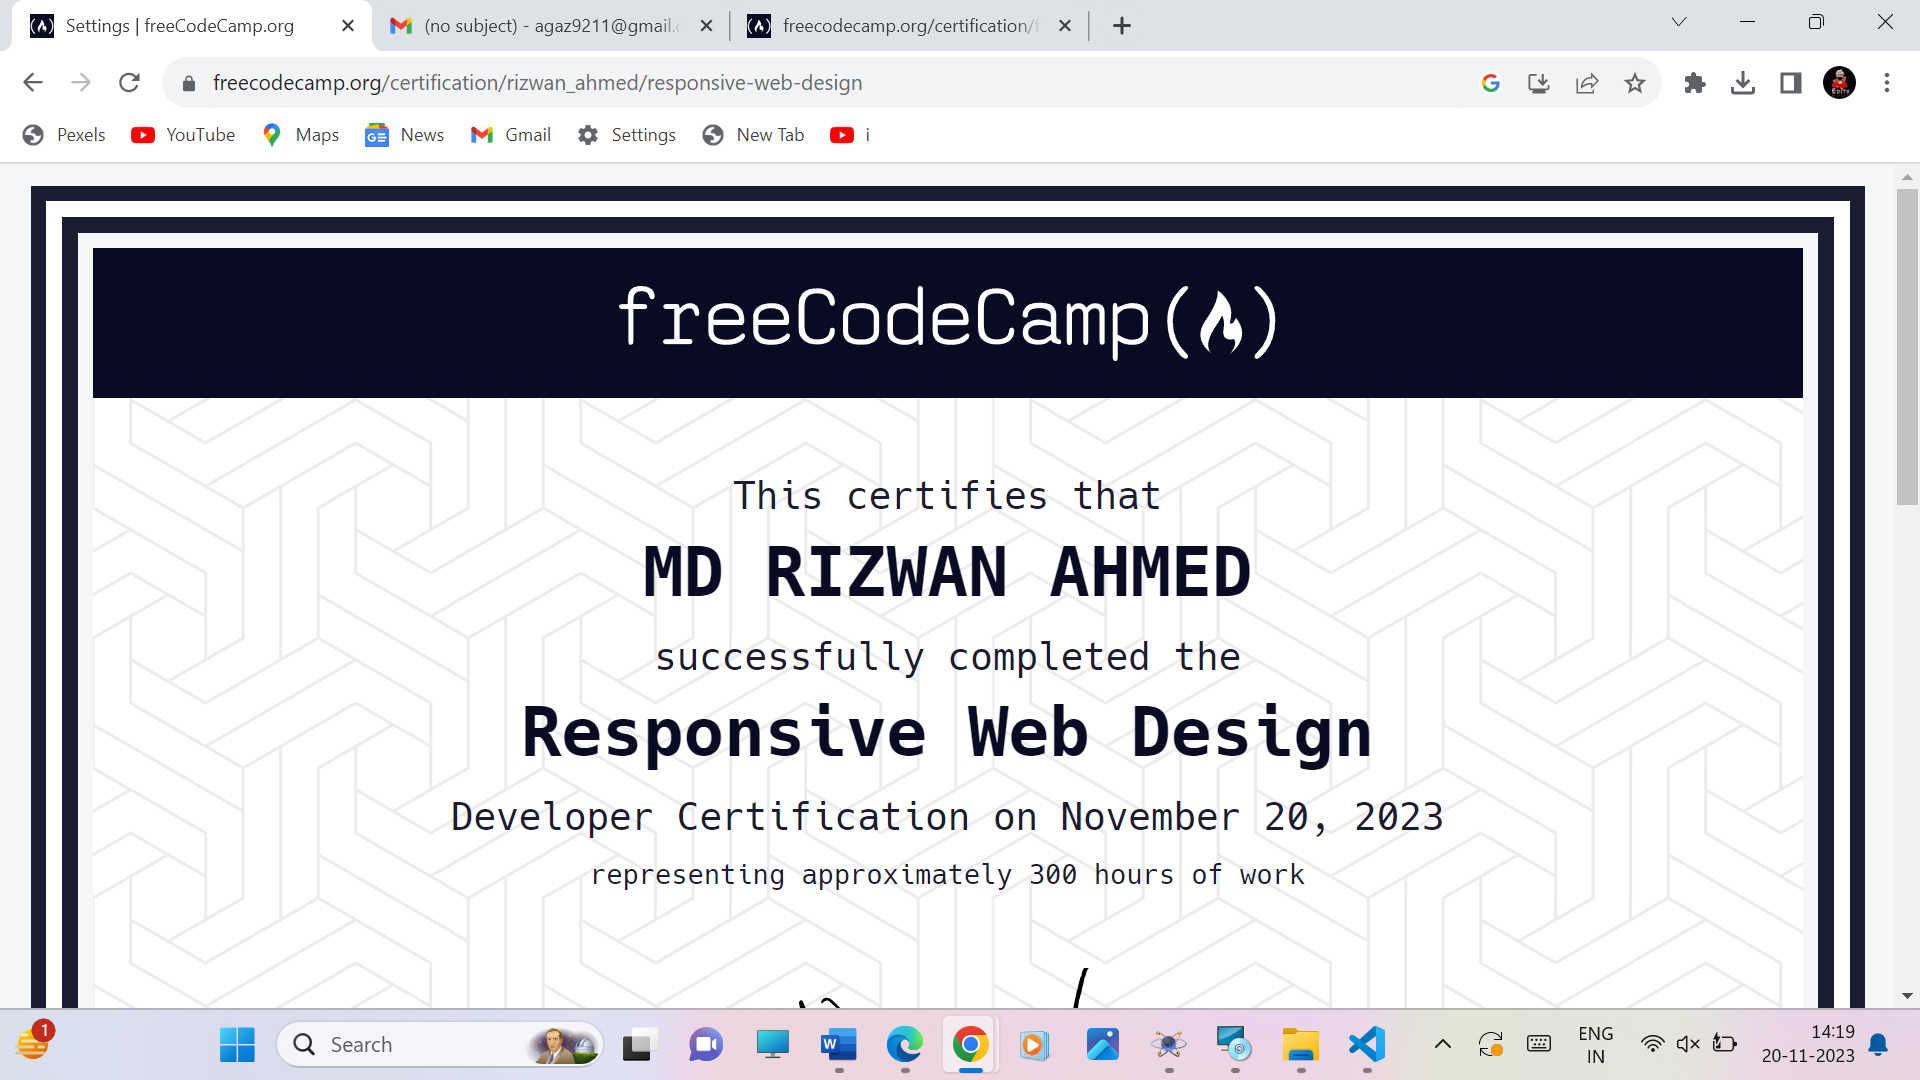 Settings | freeCodeCamp.org
(no subject) - agaz9211@gmail.c
freecodecamp.org/certification/f
freecodecamp.org/certification/rizwan_ahmed/responsive-web-design
Pexels YouTube Maps News Gmail Settings New Tab i
freeCodeCamp
This certifies that
MD RIZWAN AHMED
successfully completed the
Responsive Web Design
Developer Certification on November 20, 2023
representing approximately 300 hours of work
1
Search
ENG
IN
14:19
20-11-2023